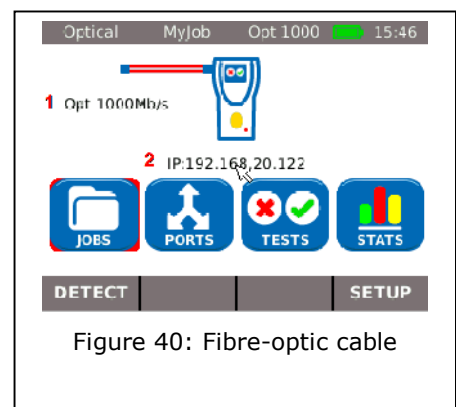 Optical MyJob Opt 1000 15:46
1 Opt 1000Mb/s
2 IP:192.168.20.122
JOBS PORTS TESTS STATS
DETECT SETUP
Figure 40: Fibre-optic cable